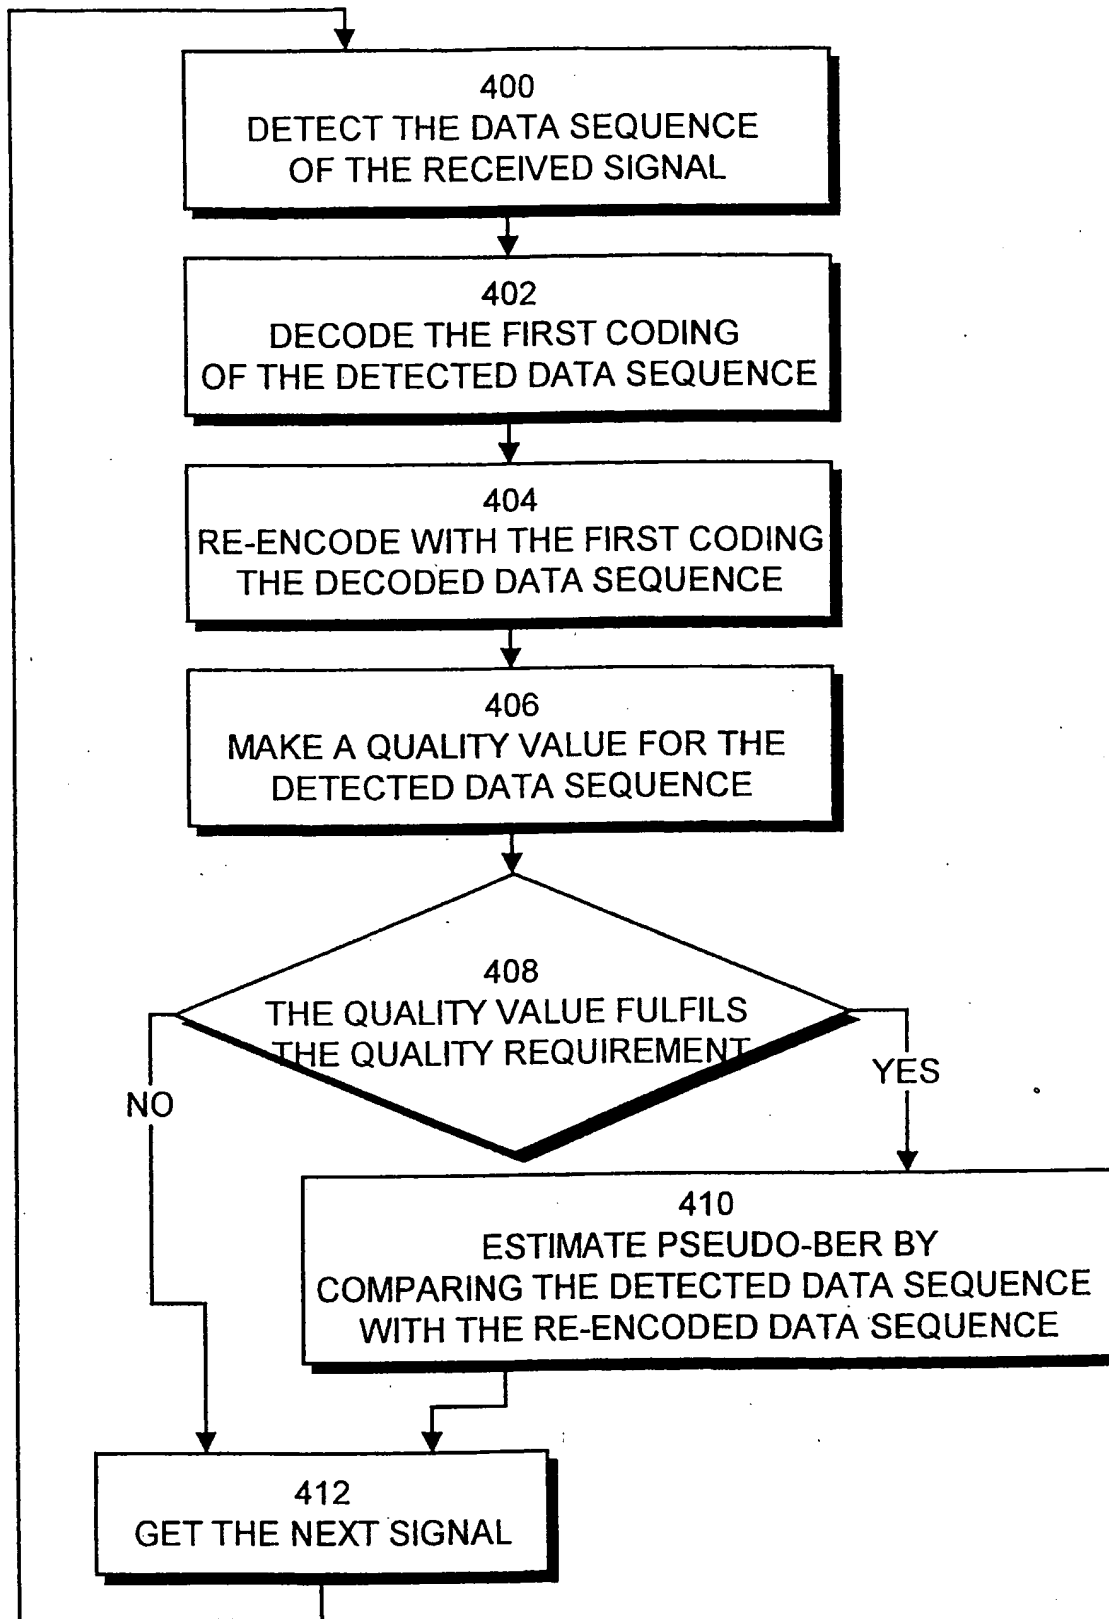 400
DETECT THE DATA SEQUENCE
OF THE RECEIVED SIGNAL
402
DECODE THE FIRST CODING
OF THE DETECTED DATA SEQUENCE
404
RE-ENCODE WITH THE FIRST CODING
THE DECODED DATA SEQUENCE
406
MAKE A QUALITY VALUE FOR THE
DETECTED DATA SEQUENCE
408
THE QUALITY VALUE FULFILS
THE QUALITY REQUIREMENT
NO
YES
410
ESTIMATE PSEUDO-BER BY
COMPARING THE DETECTED DATA SEQUENCE
WITH THE RE-ENCODED DATA SEQUENCE
412
GET THE NEXT SIGNAL